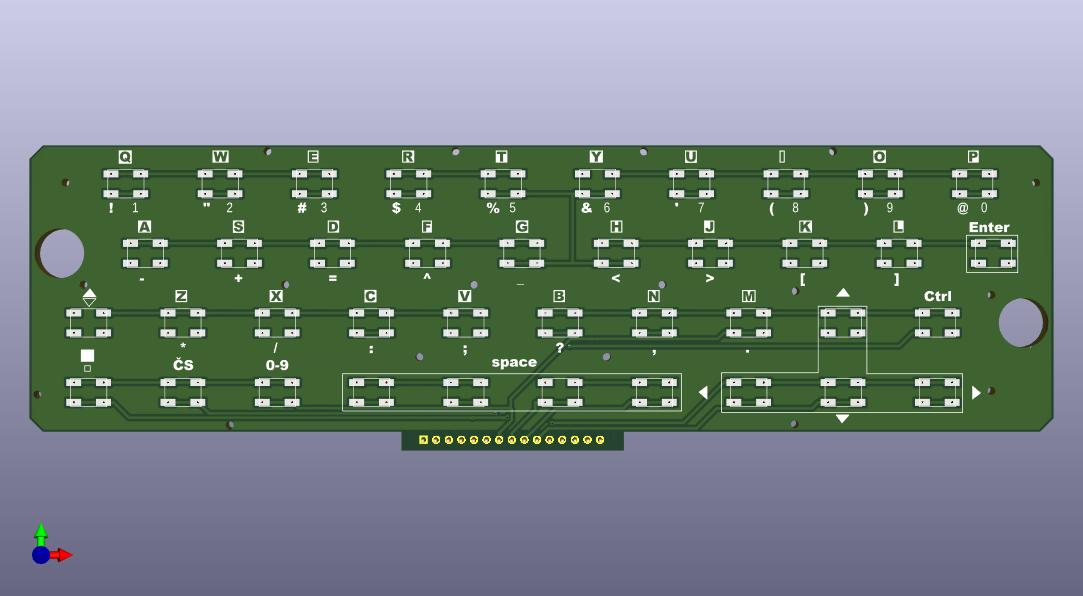 Q W E R T Y U I O P
! 1 " 2 # 3 $ 4 % 5 & 6 ' 7 ( 8 ) 9 @ 0
A S D F G H J K L Enter
- + = ^ _ < > [ ]
Z X C V B N M Ctrl
* / : ; ? , .
ČS 0-9 space